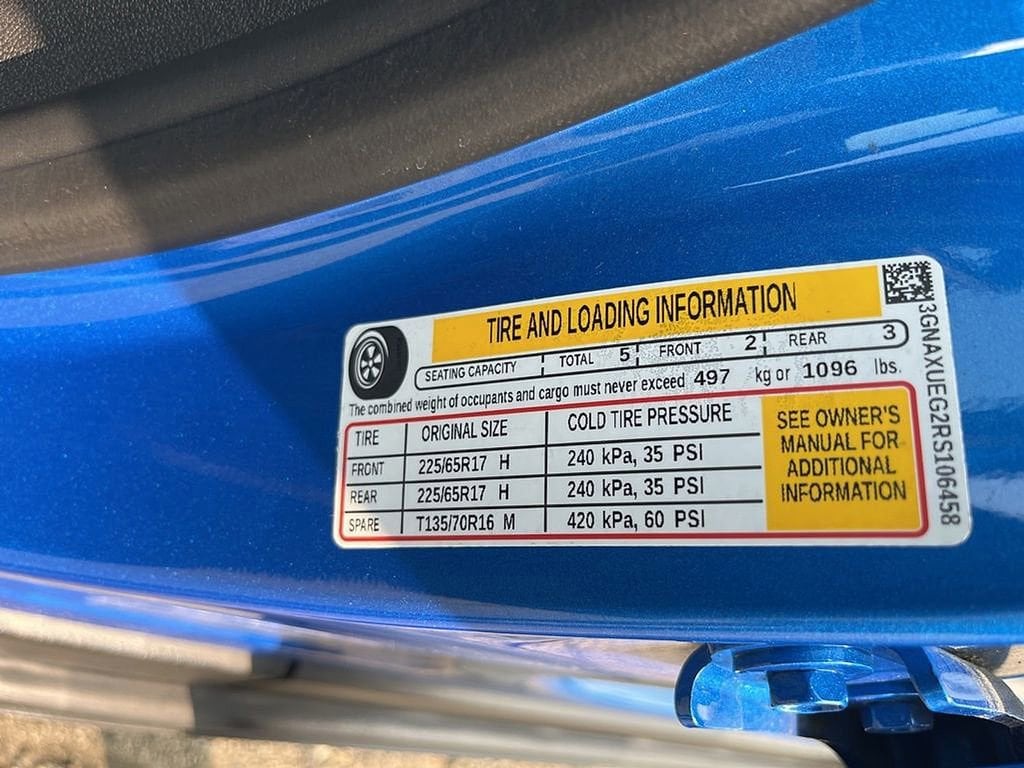 TIRE AND LOADING INFORMATION
SEATING CAPACITY TOTAL 5 FRONT 2 REAR 3
The combined weight of occupants and cargo must never exceed 497 kg or 1096 lbs.
TIRE ORIGINAL SIZE COLD TIRE PRESSURE
FRONT 225/65R17 H 240 kPa, 35 PSI
REAR 225/65R17 H 240 kPa, 35 PSI
SPARE T135/70R16 M 420 kPa, 60 PSI
SEE OWNER'S
MANUAL FOR
ADDITIONAL
INFORMATION
3GNAXUEG2RS106458